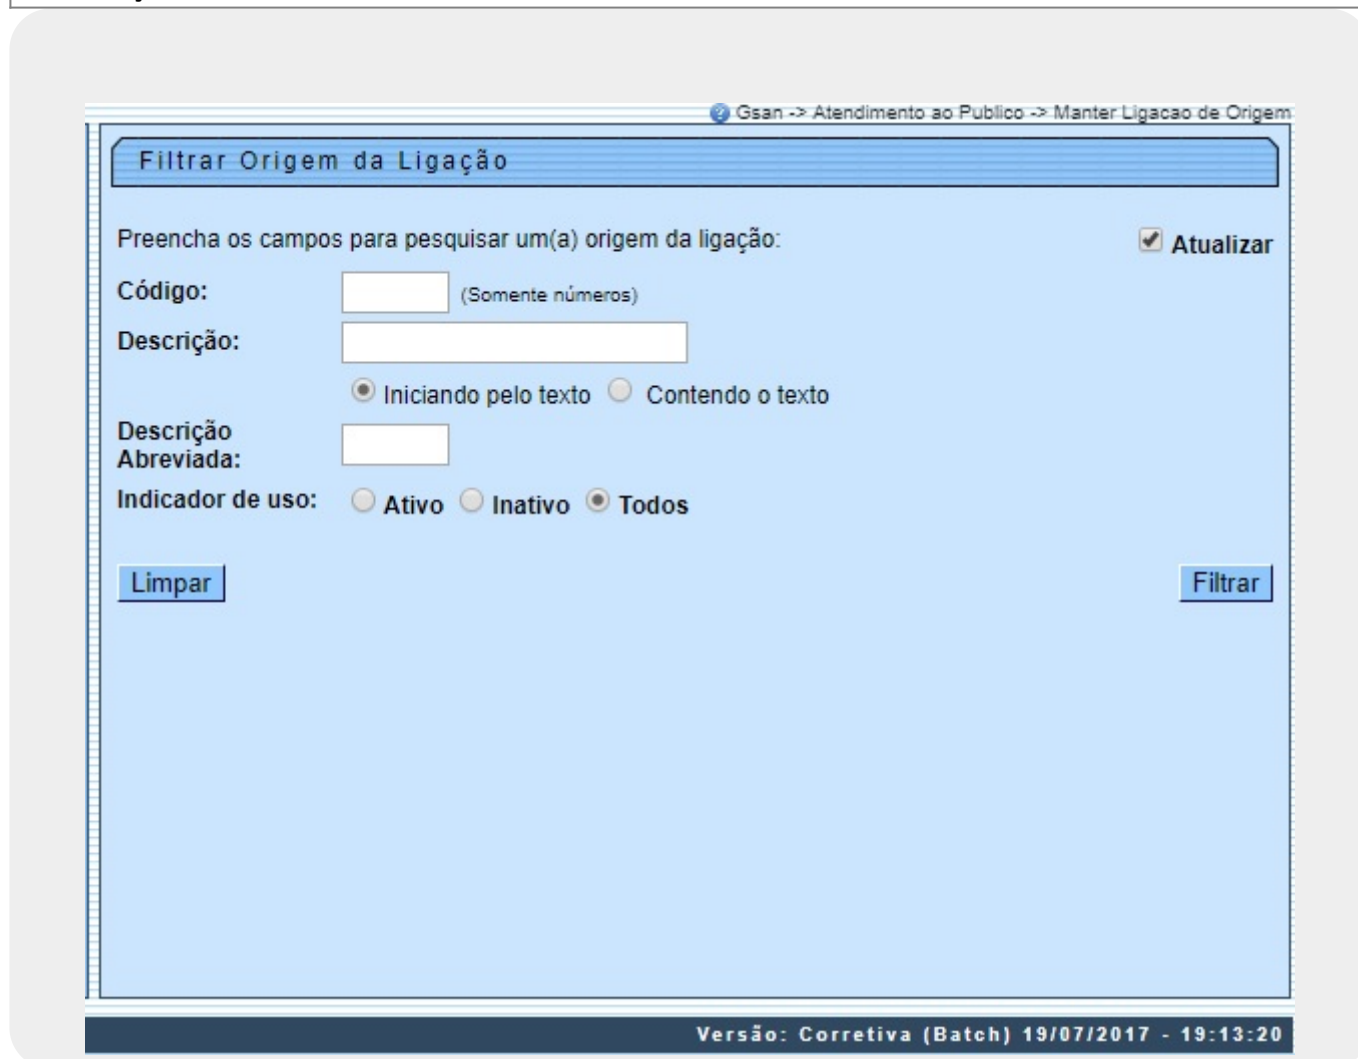 Gsan -> Atendimento ao Publico -> Manter Ligacao de Origem
Filtrar Origem da Ligação
Preencha os campos para pesquisar um(a) origem da ligação:
Atualizar
Código:
(Somente números)
Descrição:
Iniciando pelo texto Contendo o texto
Descrição
Abreviada:
Indicador de uso: Ativo Inativo Todos
Limpar
Filtrar
Versão: Corretiva (Batch) 19/07/2017 - 19:13:20